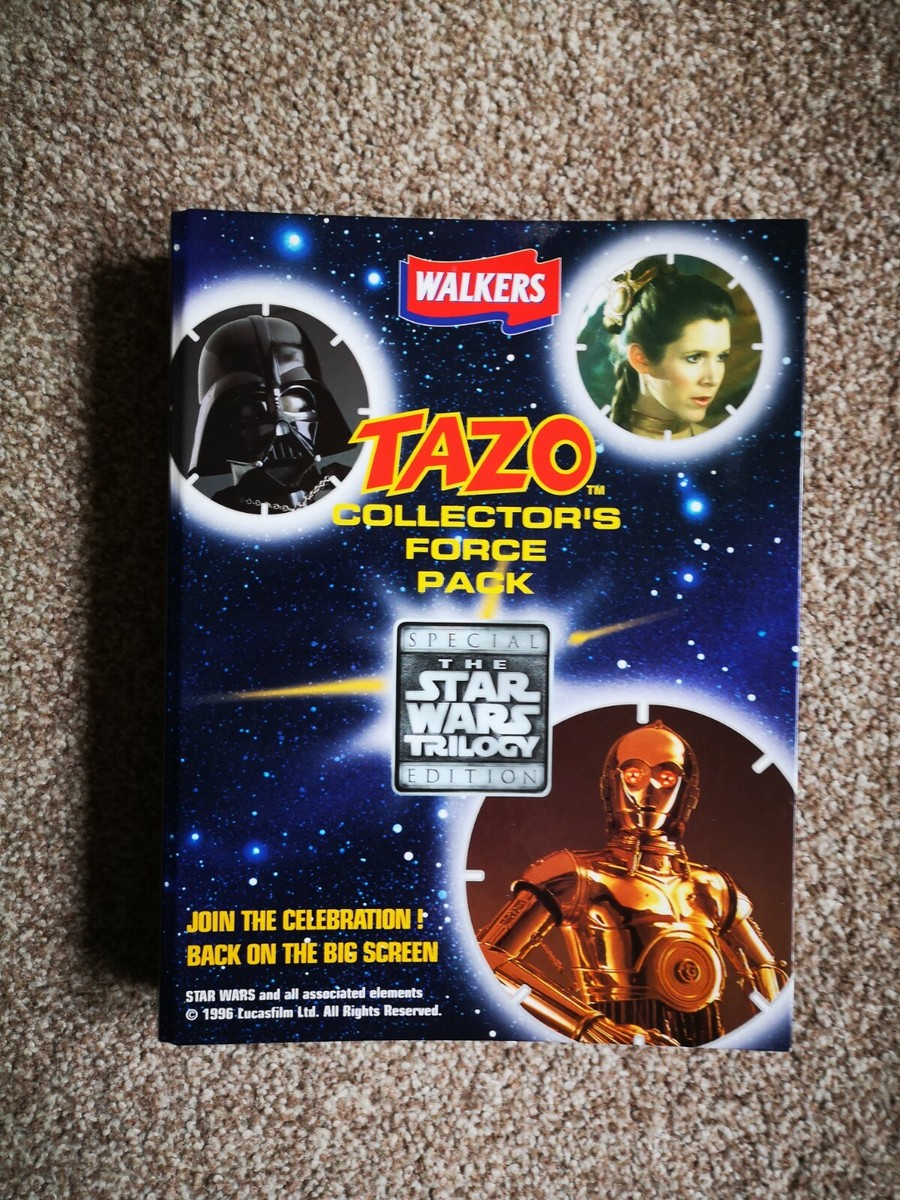 WALKERS
TAZO™
COLLECTOR'S
FORCE
PACK
SPECIAL
THE
STAR
WARS
TRILOGY
EDITION
JOIN THE CELEBRATION !
BACK ON THE BIG SCREEN
STAR WARS and all associated elements
© 1996 Lucasfilm Ltd. All Rights Reserved.